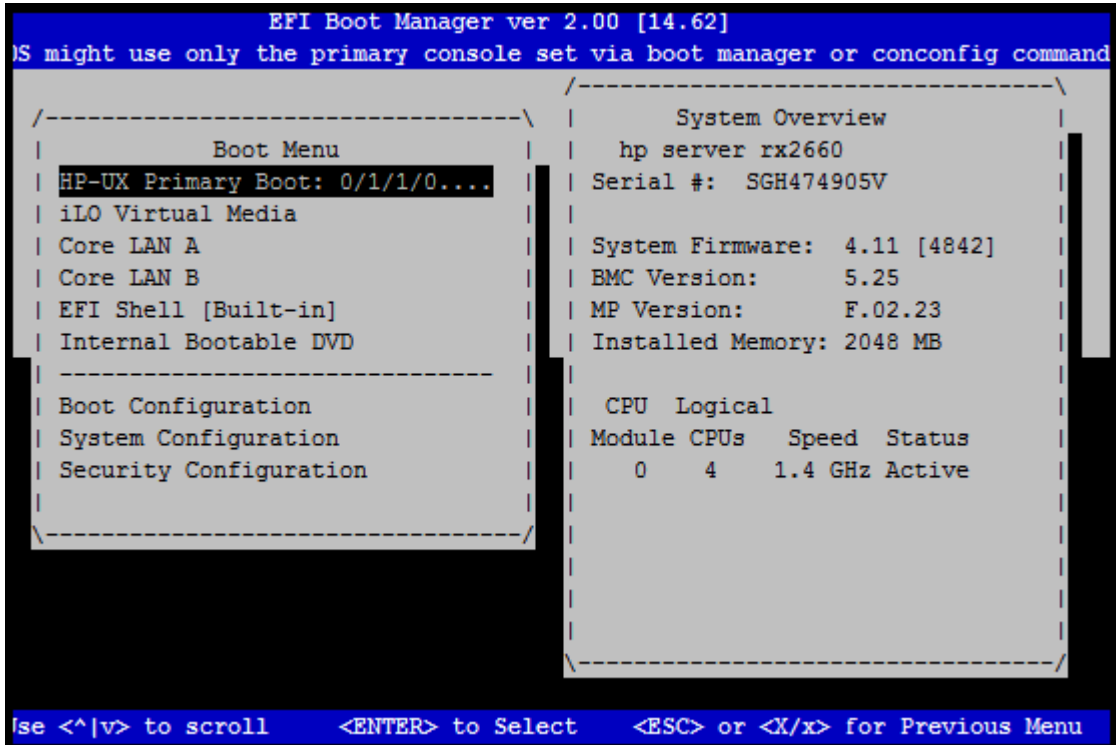 EFI Boot Manager ver 2.00 [14.62]
OS might use only the primary console set via boot manager or conconfig command
Boot Menu
HP-UX Primary Boot: 0/1/1/0....
iLO Virtual Media
Core LAN A
Core LAN B
EFI Shell [Built-in]
Internal Bootable DVD
--------------------------------
Boot Configuration
System Configuration
Security Configuration
System Overview
hp server rx2660
Serial #: SGH474905V
System Firmware: 4.11 [4842]
BMC Version: 5.25
MP Version: F.02.23
Installed Memory: 2048 MB
CPU Logical
Module CPUs Speed Status
0 4 1.4 GHz Active
Use <^|v> to scroll <ENTER> to Select <ESC> or <X/x> for Previous Menu